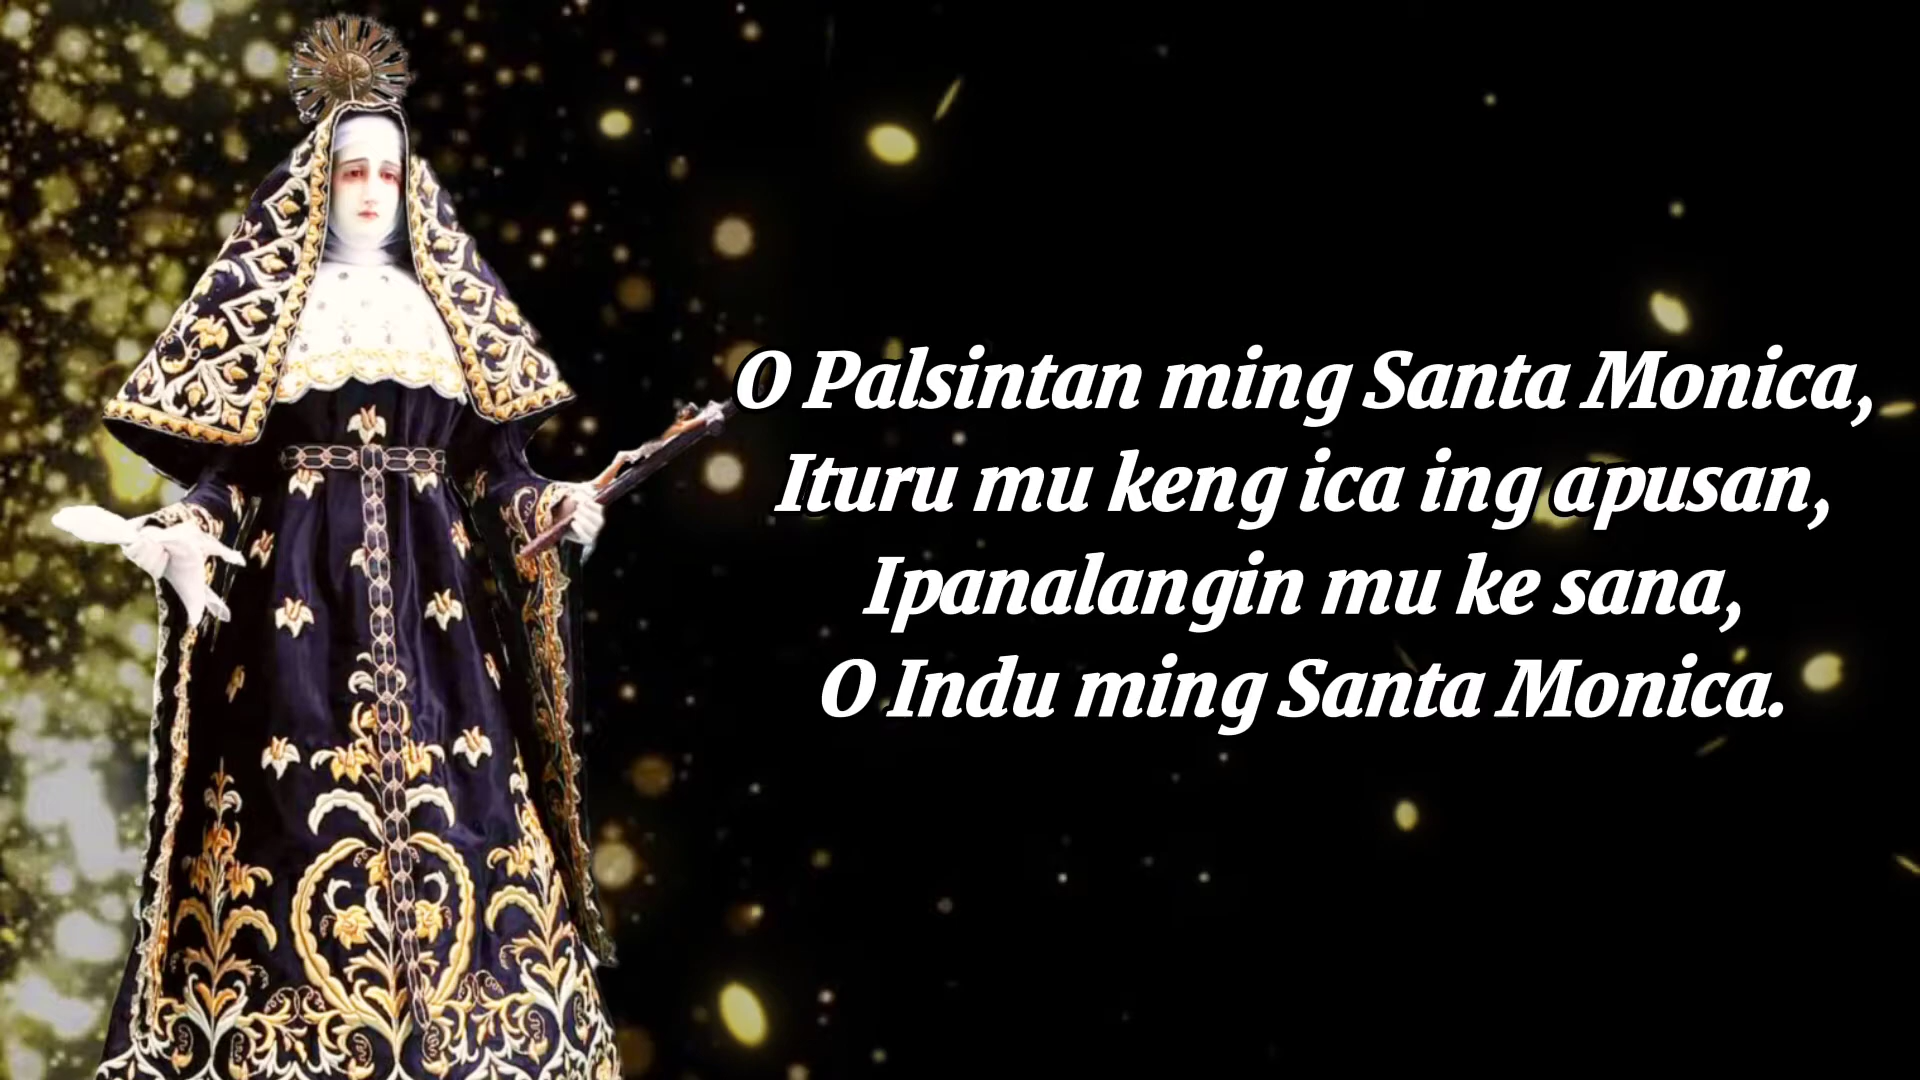 O Palsintan ming Santa Monica,
Ituru mu keng ica ing apusan,
Ipanalangin mu ke sana,
O Indu ming Santa Monica.